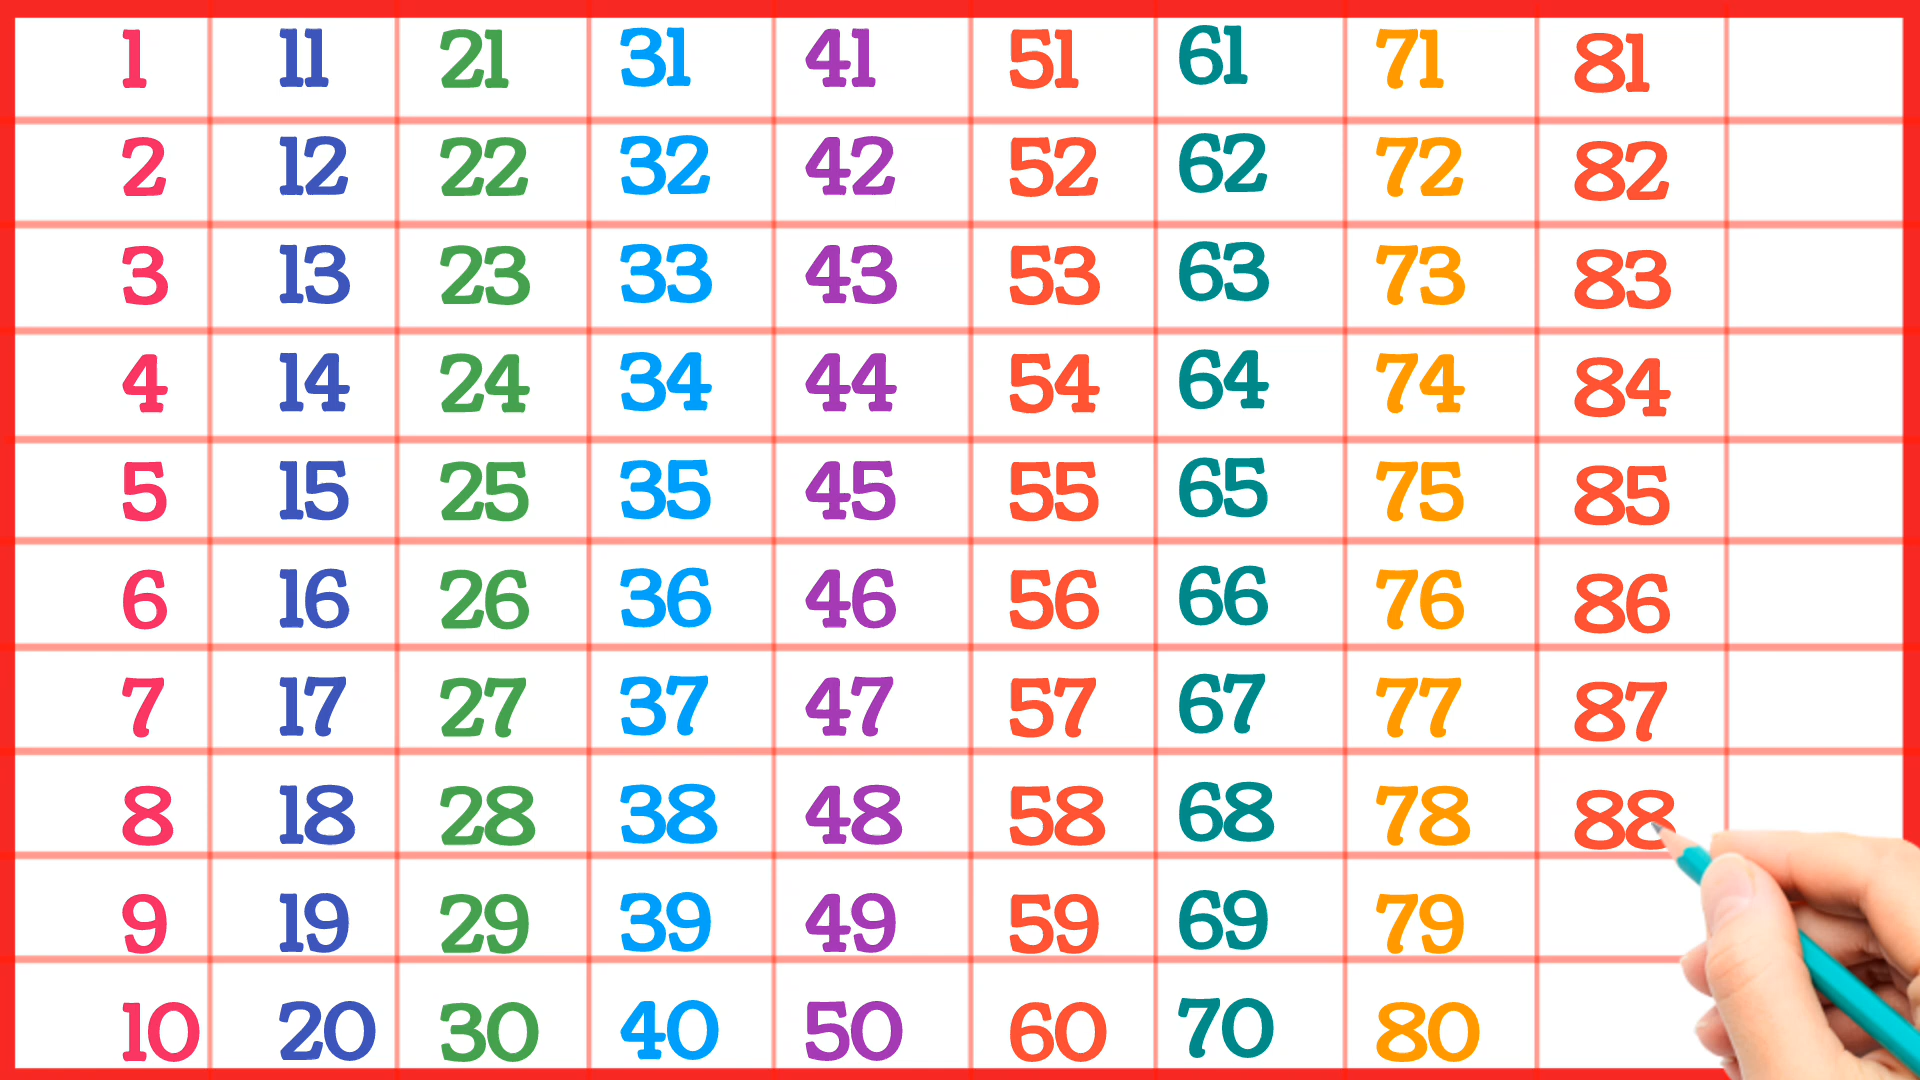 1 11 21 31 41 51 61 71 81
2 12 22 32 42 52 62 72 82
3 13 23 33 43 53 63 73 83
4 14 24 34 44 54 64 74 84
5 15 25 35 45 55 65 75 85
6 16 26 36 46 56 66 76 86
7 17 27 37 47 57 67 77 87
8 18 28 38 48 58 68 78 88
9 19 29 39 49 59 69 79
10 20 30 40 50 60 70 80